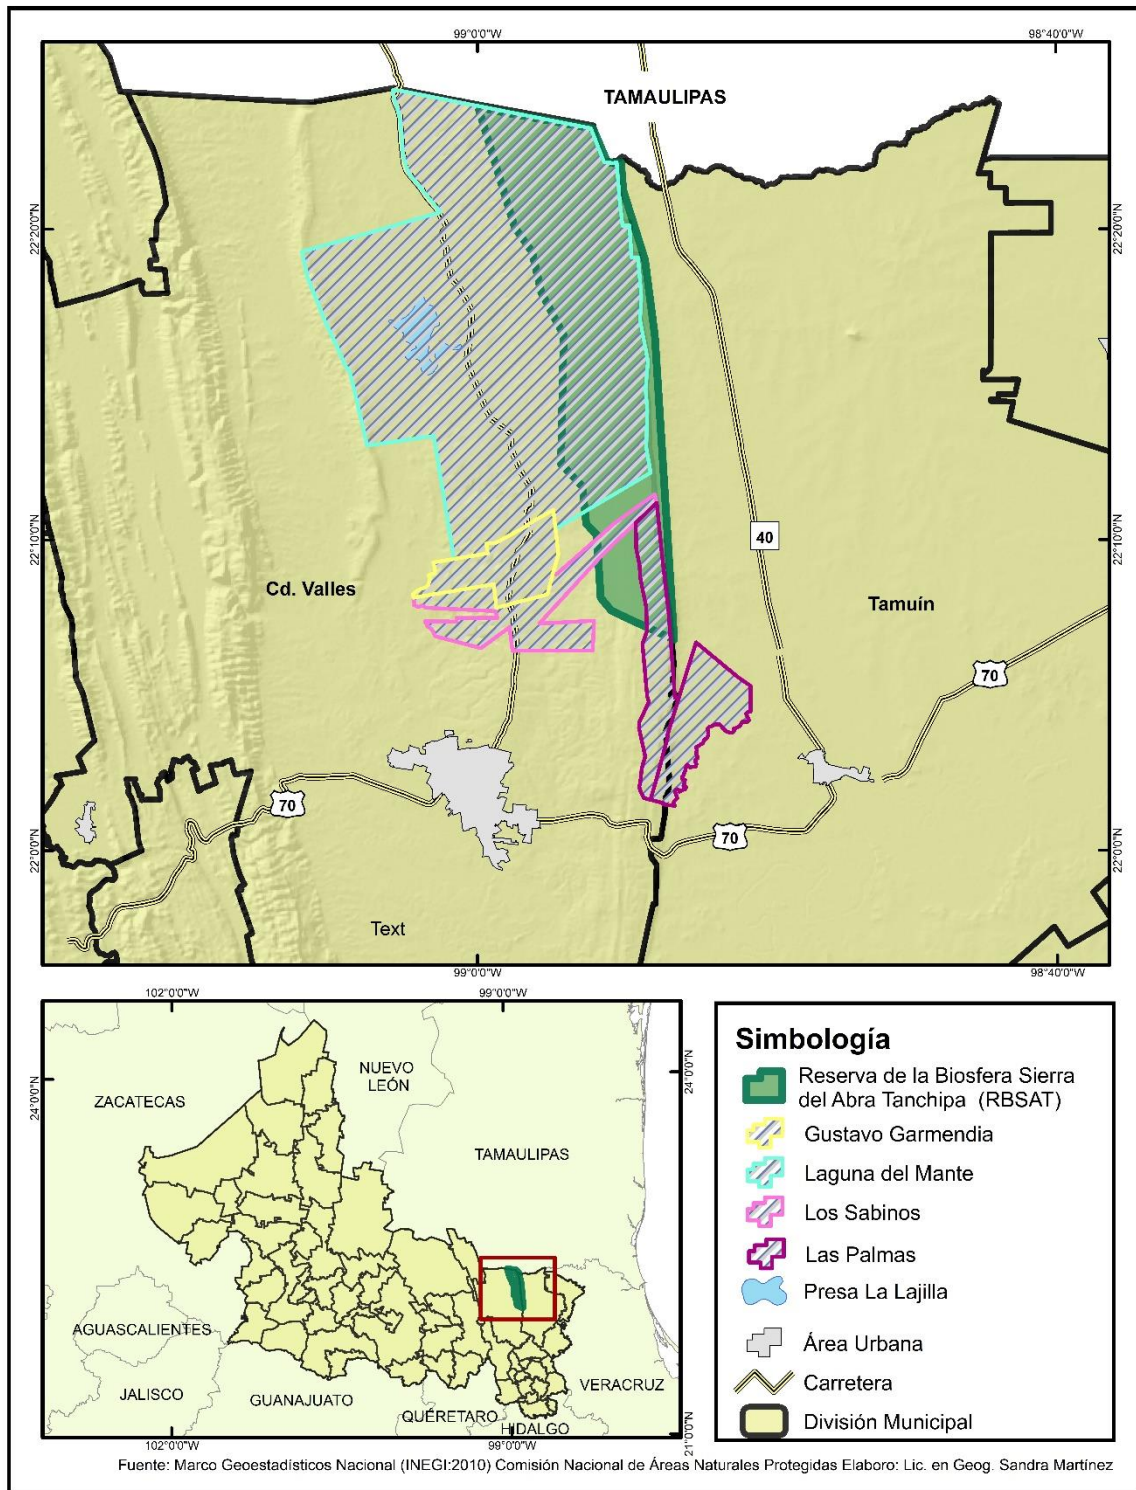 99°0'0"W
98°40'0"W
TAMAULIPAS
22°20'0"N
22°20'0"N
22°10'0"N
22°10'0"N
40
Cd. Valles
Tamuín
70
70
70
22°0'0"N
22°0'0"N
Text
99°0'0"W
98°40'0"W
102°0'0"W
99°0'0"W
24°0'0"N
24°0'0"N
NUEVO
LEÓN
ZACATECAS
TAMAULIPAS
AGUASCALIENTES
JALISCO
GUANAJUATO
QUÉRETARO
HIDALGO
VERACRUZ
21°0'0"N
102°0'0"W
99°0'0"W
Simbología
Reserva de la Biosfera Sierra
del Abra Tanchipa (RBSAT)
Gustavo Garmendia
Laguna del Mante
Los Sabinos
Las Palmas
Presa La Lajilla
Área Urbana
Carretera
División Municipal
Fuente: Marco Geoestadísticos Nacional (INEGI:2010) Comisión Nacional de Áreas Naturales Protegidas Elaboro: Lic. en Geog. Sandra Martínez